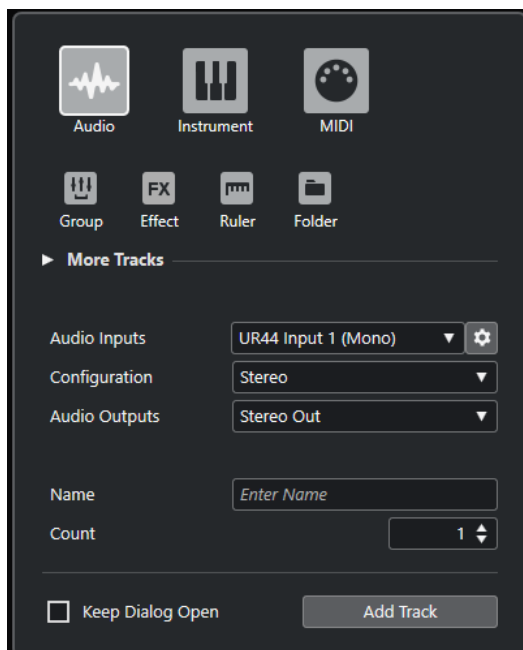 Audio Instrument MIDI
FX
Group Effect Ruler Folder
More Tracks
Audio Inputs UR44 Input 1 (Mono)
Configuration Stereo
Audio Outputs Stereo Out
Name Enter Name
Count 1
Keep Dialog Open Add Track